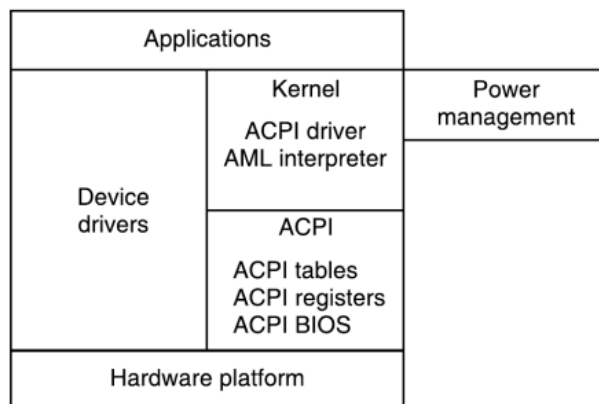 Applications
Kernel
Power
management
ACPI driver
AML interpreter
Device
drivers
ACPI
ACPI tables
ACPI registers
ACPI BIOS
Hardware platform